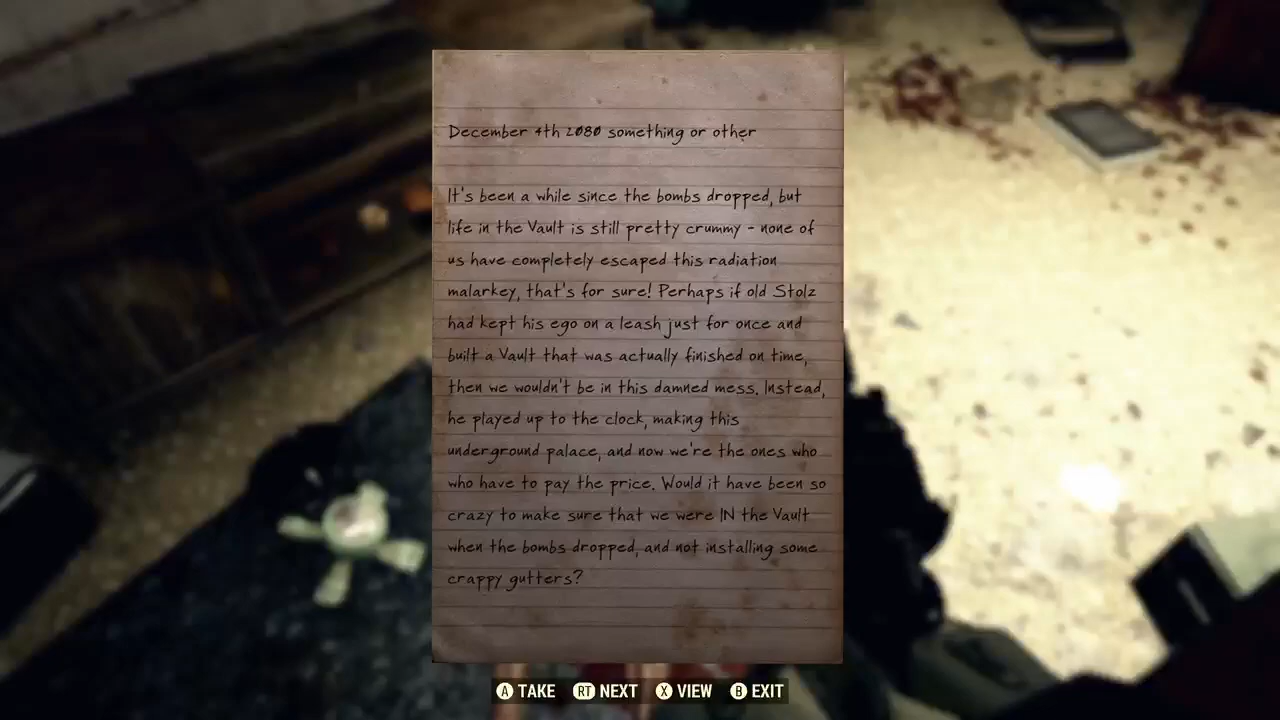 December 4th 2080 something or other
It's been a while since the bombs dropped, but
life in the Vault is still pretty crummy - none of
us have completely escaped this radiation
malarkey, that's for sure! Perhaps if old Stolz
had kept his ego on a leash just for once and
built a Vault that was actually finished on time,
then we wouldn't be in this damned mess. Instead,
he played up to the clock, making this
underground palace, and now we're the ones who
who have to pay the price. Would it have been so
crazy to make sure that we were IN the Vault
when the bombs dropped, and not installing some
crappy gutters?
A TAKE RT NEXT X VIEW B EXIT